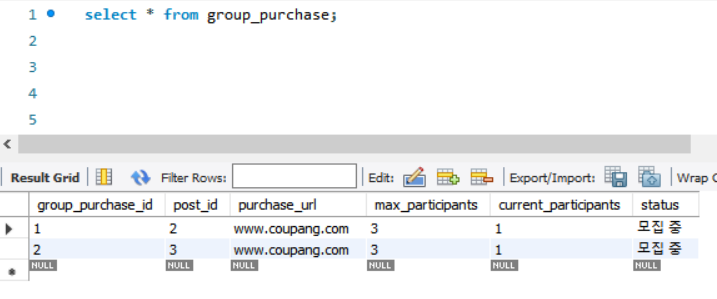 1 select * from group_purchase;
2
3
4
5
Result Grid Filter Rows: Edit: Export/Import: Wrap C
group_purchase_id post_id purchase_url max_participants current_participants status
1 2 www.coupang.com 3 1 모집 중
2 3 www.coupang.com 3 1 모집 중
NULL NULL NULL NULL NULL NULL